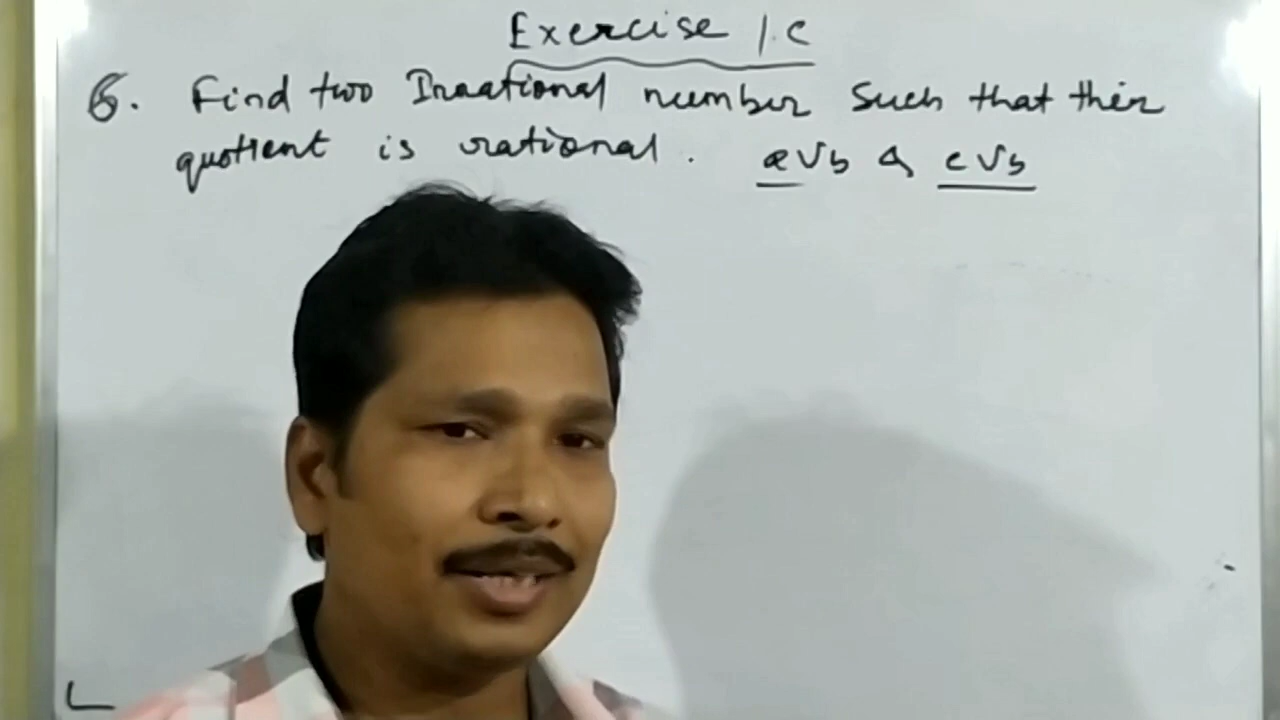 Exercise 1.c
6. Find two Irrational number such that their
quotient is rational. a√b & c√b